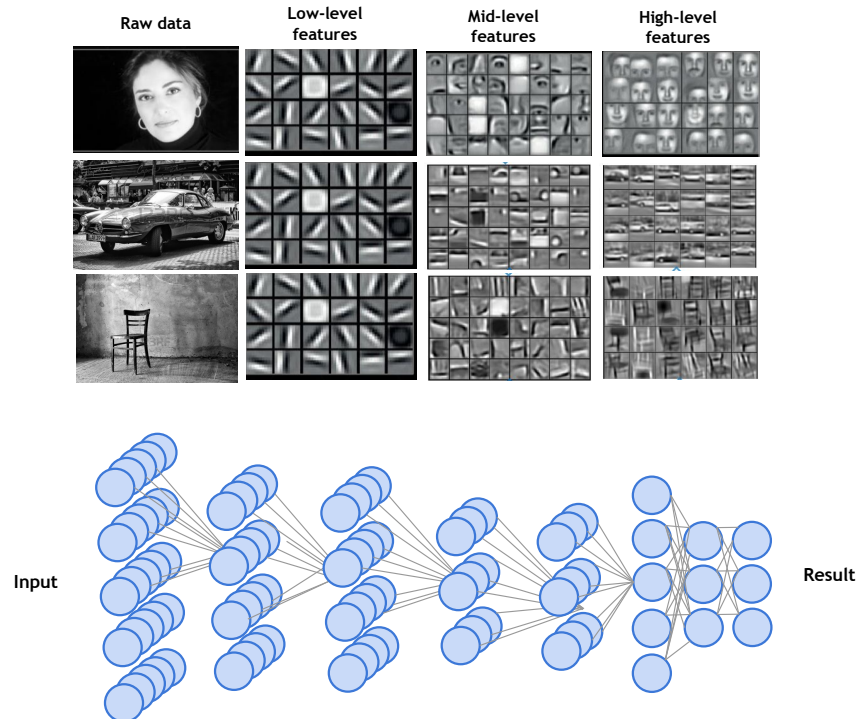 Raw data
Low-level
features
Mid-level
features
High-level
features
Input
Result